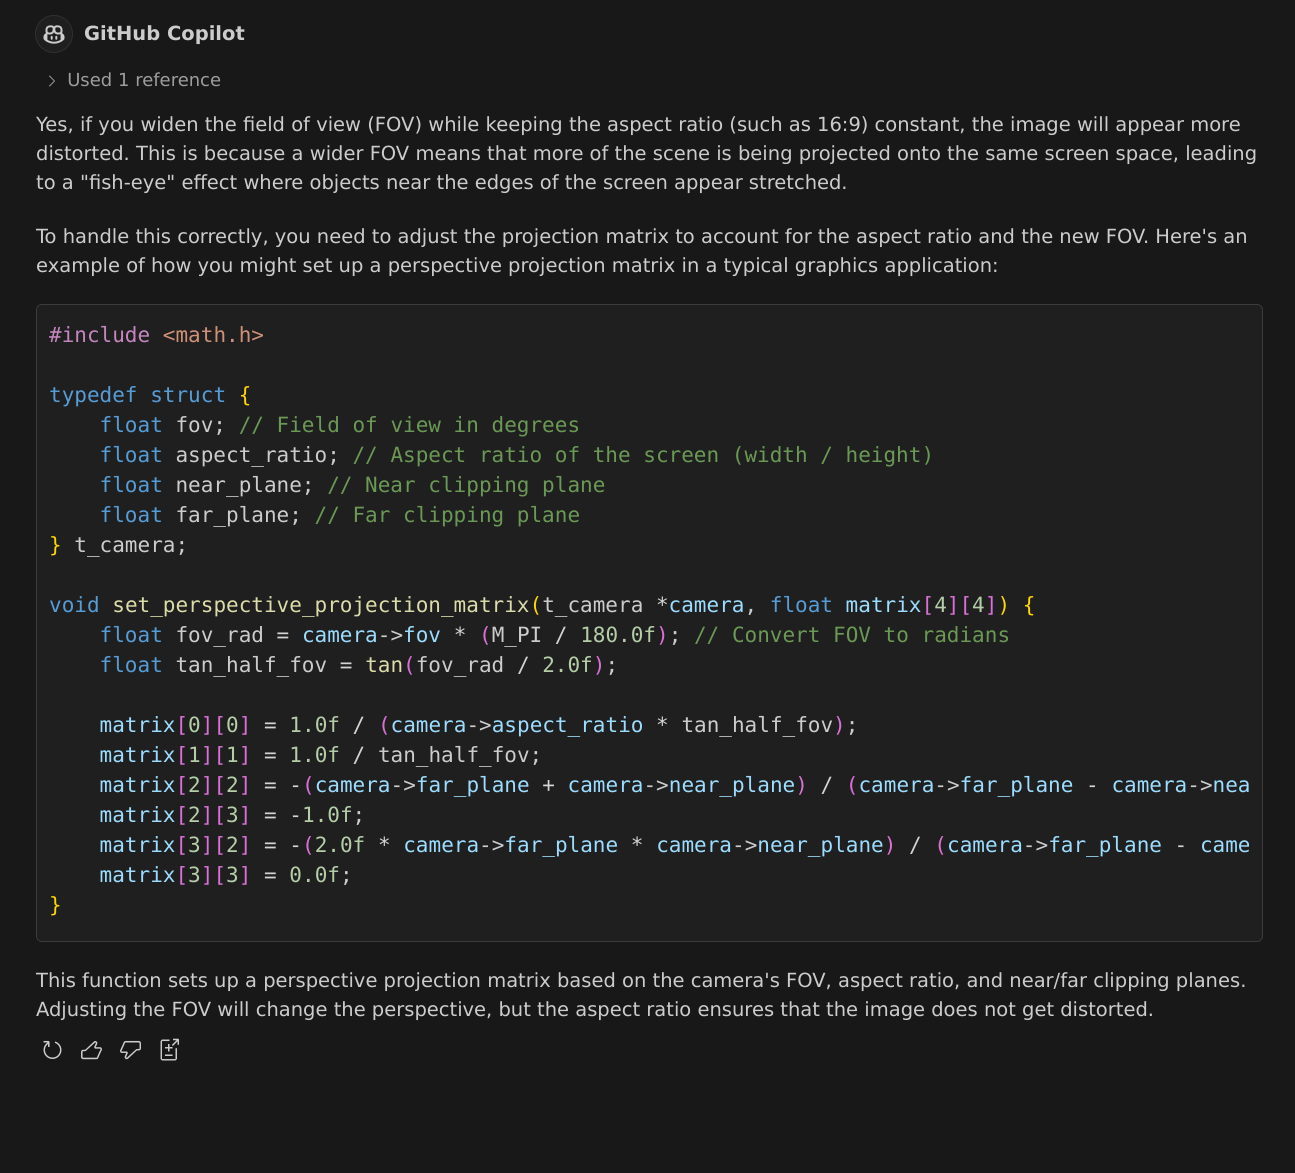 GitHub Copilot
Used 1 reference
Yes, if you widen the field of view (FOV) while keeping the aspect ratio (such as 16:9) constant, the image will appear more
distorted. This is because a wider FOV means that more of the scene is being projected onto the same screen space, leading
to a "fish-eye" effect where objects near the edges of the screen appear stretched.
To handle this correctly, you need to adjust the projection matrix to account for the aspect ratio and the new FOV. Here's an
example of how you might set up a perspective projection matrix in a typical graphics application:
#include <math.h>
typedef struct {
    float fov; // Field of view in degrees
    float aspect_ratio; // Aspect ratio of the screen (width / height)
    float near_plane; // Near clipping plane
    float far_plane; // Far clipping plane
} t_camera;
void set_perspective_projection_matrix(t_camera *camera, float matrix[4][4]) {
    float fov_rad = camera->fov * (M_PI / 180.0f); // Convert FOV to radians
    float tan_half_fov = tan(fov_rad / 2.0f);
    matrix[0][0] = 1.0f / (camera->aspect_ratio * tan_half_fov);
    matrix[1][1] = 1.0f / tan_half_fov;
    matrix[2][2] = -(camera->far_plane + camera->near_plane) / (camera->far_plane - camera->nea
    matrix[2][3] = -1.0f;
    matrix[3][2] = -(2.0f * camera->far_plane * camera->near_plane) / (camera->far_plane - came
    matrix[3][3] = 0.0f;
}
This function sets up a perspective projection matrix based on the camera's FOV, aspect ratio, and near/far clipping planes.
Adjusting the FOV will change the perspective, but the aspect ratio ensures that the image does not get distorted.